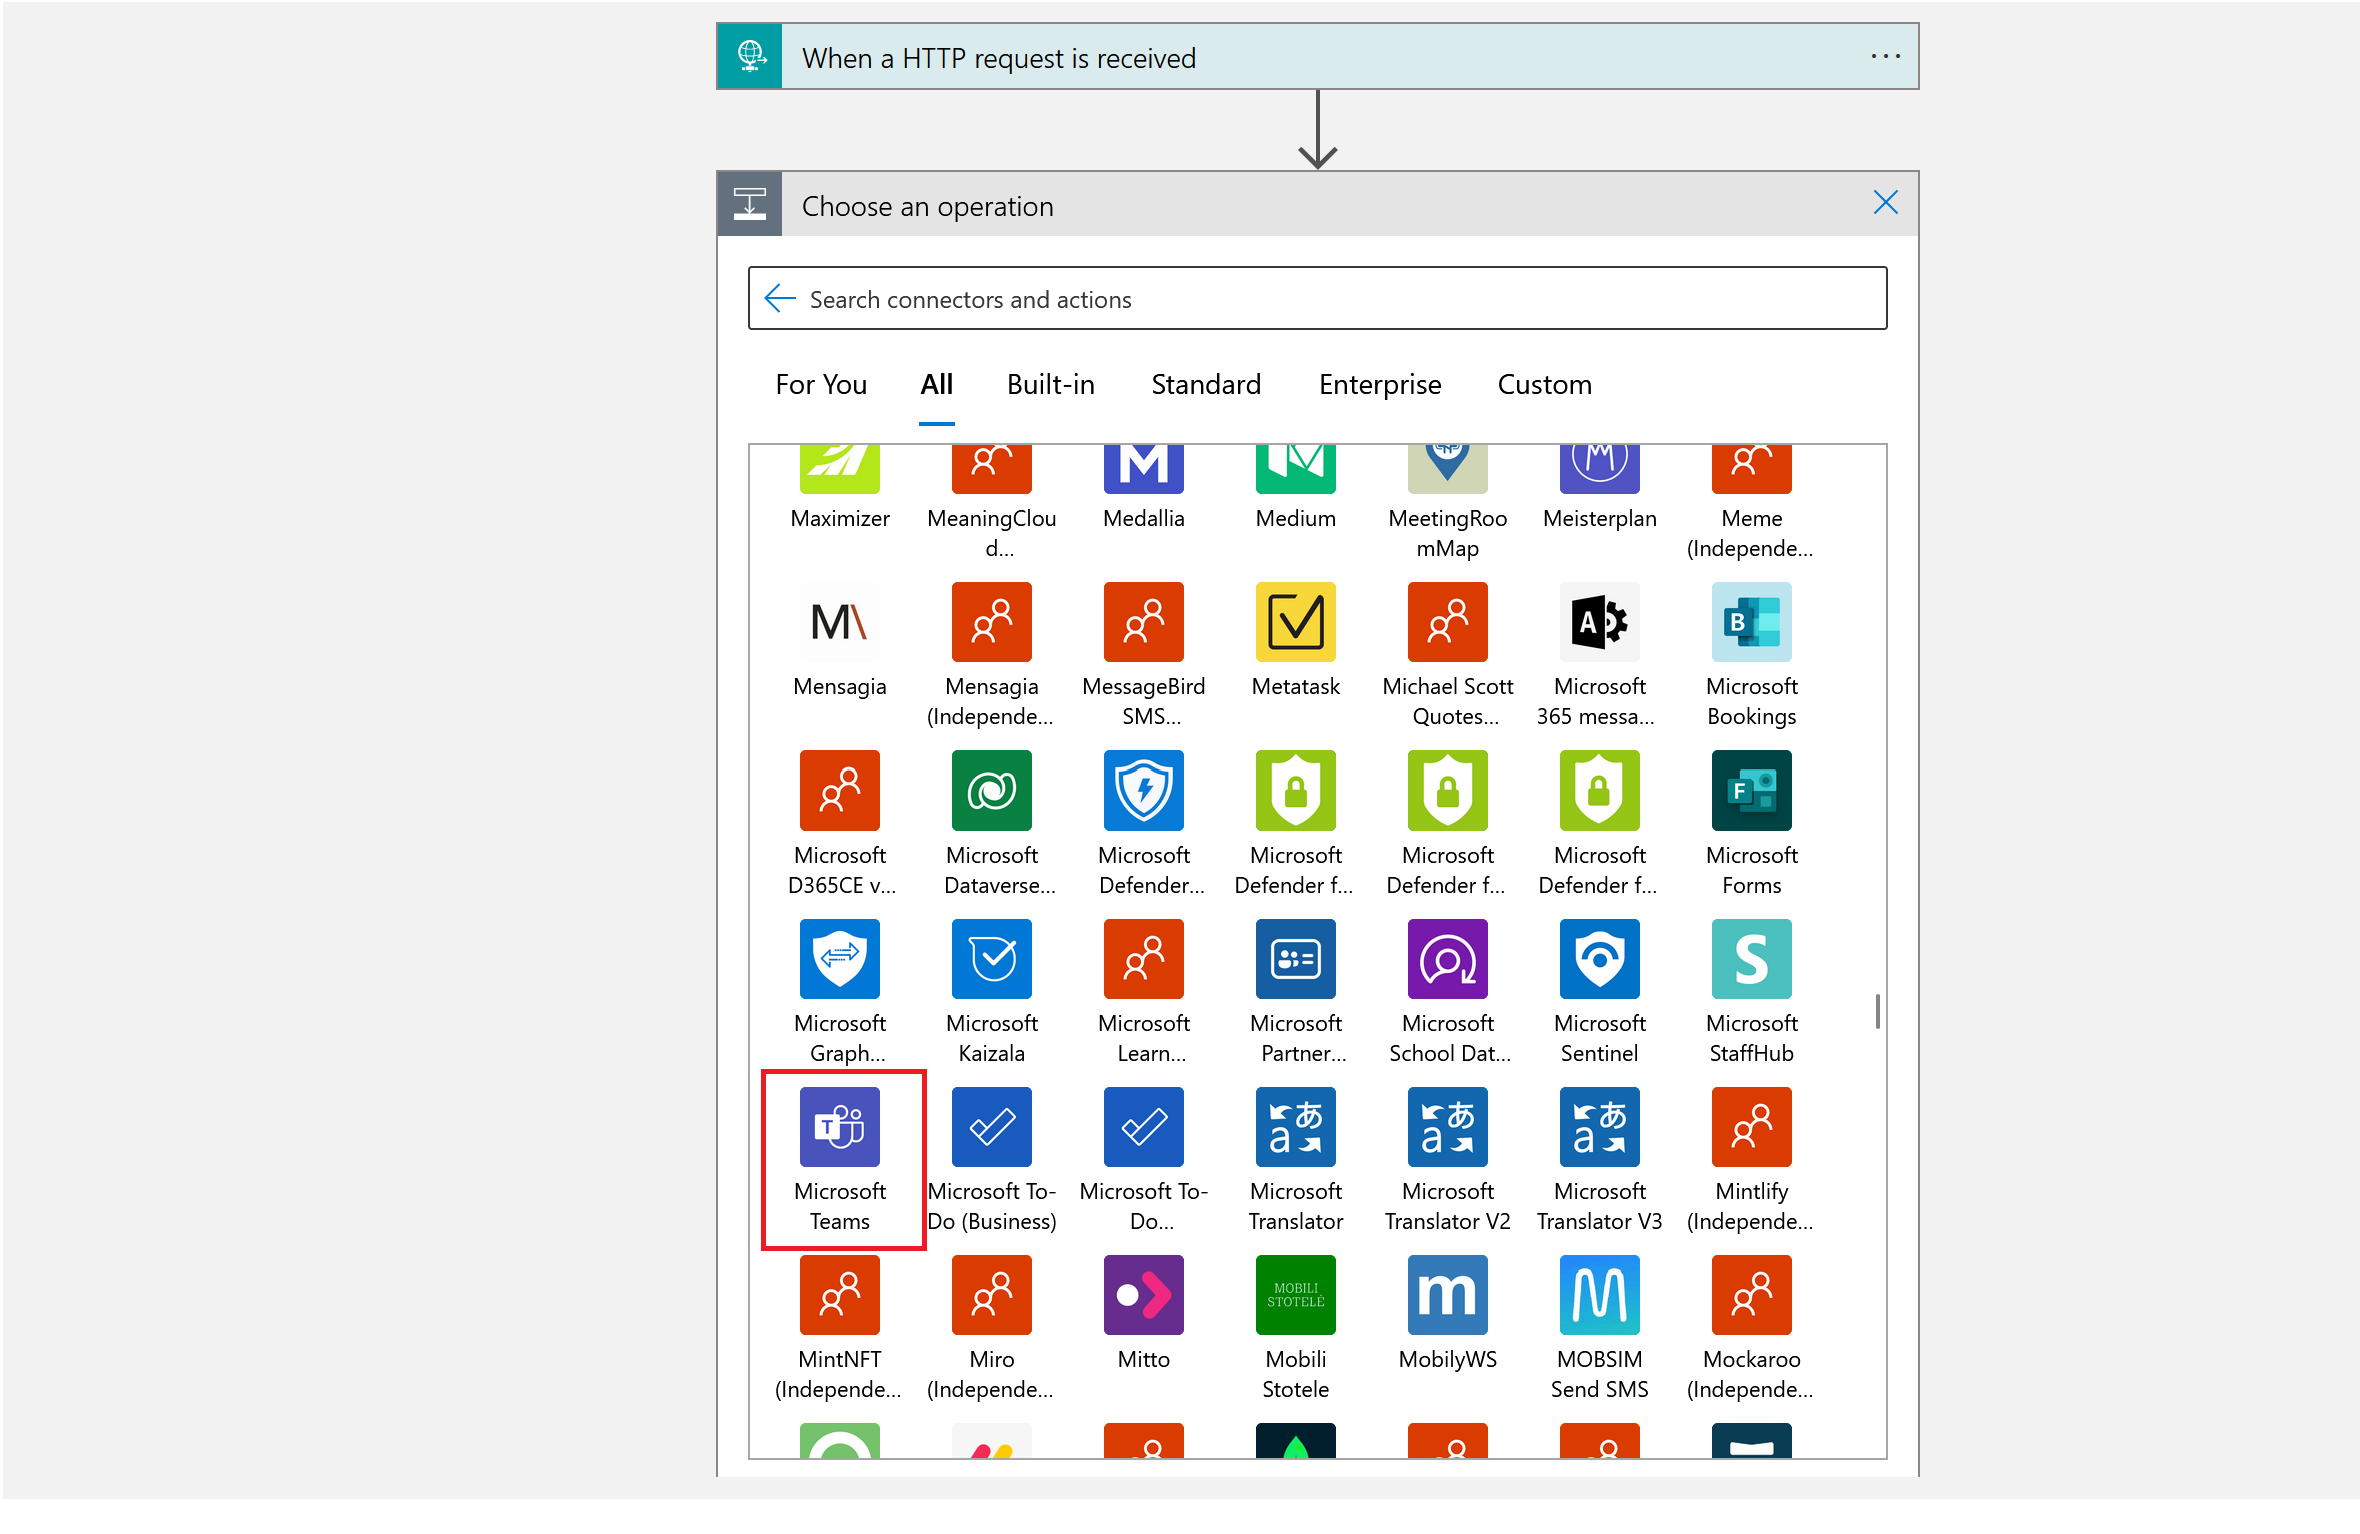 When a HTTP request is received
Choose an operation
Search connectors and actions
For You All Built-in Standard Enterprise Custom
Maximizer MeaningClou Medallia Medium MeetingRoo Meisterplan Meme
d... mMap (Independe...
Mensagia Mensagia MessageBird Metatask Michael Scott Microsoft Microsoft
(Independe... SMS... Quotes... 365 messa... Bookings
Microsoft Microsoft Microsoft Microsoft Microsoft Microsoft Microsoft
D365CE v... Dataverse... Defender... Defender f... Defender f... Defender f... Forms
Microsoft Microsoft Microsoft Microsoft Microsoft Microsoft Microsoft
Graph... Kaizala Learn... Partner... School Dat... Sentinel StaffHub
Microsoft Microsoft To- Microsoft To- Microsoft Microsoft Microsoft Mintlify
Teams Do (Business) Do... Translator Translator V2 Translator V3 (Independe...
MOBILI
STOTELĖ
MintNFT Miro Mitto Mobili MobilyWS MOBSIM Mockaroo
(Independe... (Independe... Stotele Send SMS (Independe...